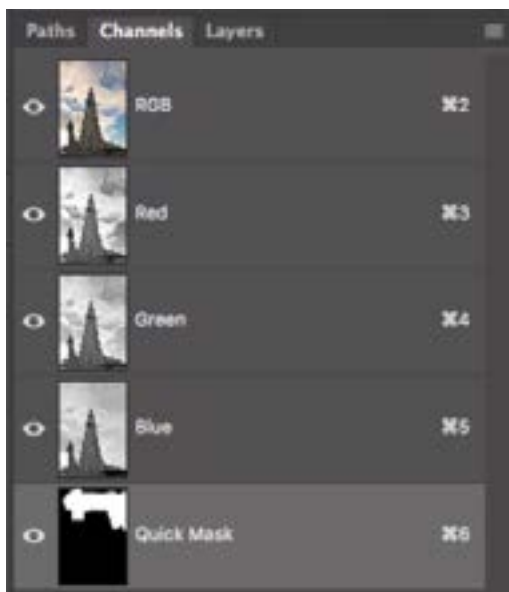 Paths Channels Layers
RGB ⌘2
Red ⌘3
Green ⌘4
Blue ⌘5
Quick Mask ⌘6